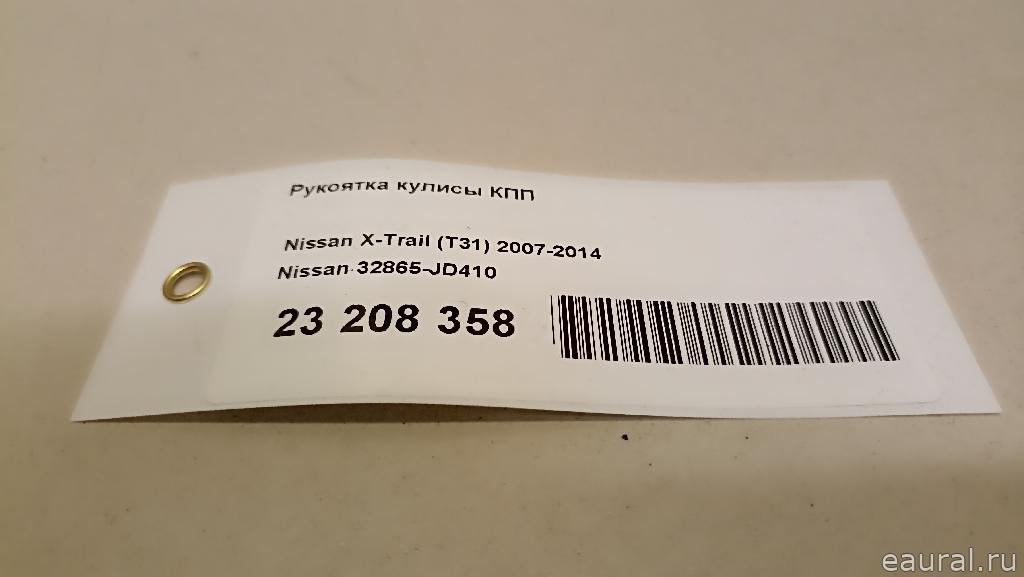 Рукоятка кулисы КПП
Nissan X-Trail (T31) 2007-2014
Nissan 32865-JD410
23 208 358
eaural.ru